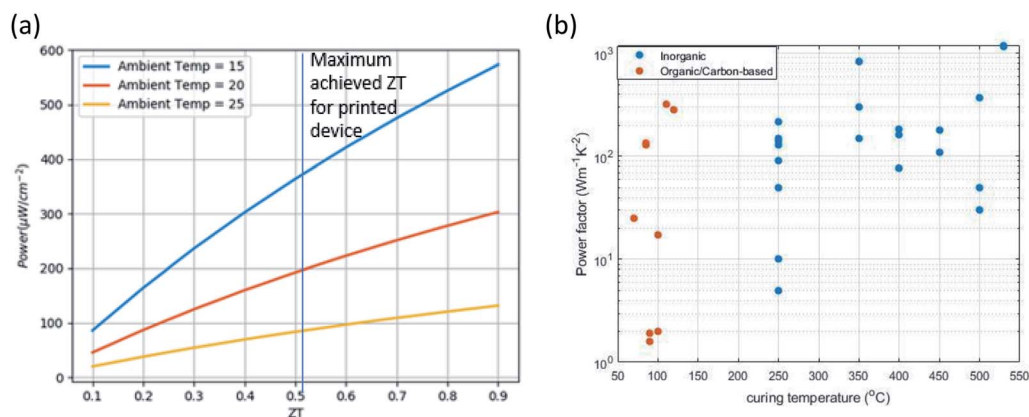 (a)
600
500
400
300
200
100
0
Power(μW/cm⁻²)
Ambient Temp = 15
Ambient Temp = 20
Ambient Temp = 25
Maximum
achieved ZT
for printed
device
0.1 0.2 0.3 0.4 0.5 0.6 0.7 0.8 0.9
ZT
(b)
10³
10²
10¹
10⁰
Power factor (Wm⁻¹K⁻²)
Inorganic
Organic/Carbon-based
50 100 150 200 250 300 350 400 450 500 550
curing temperature (°C)